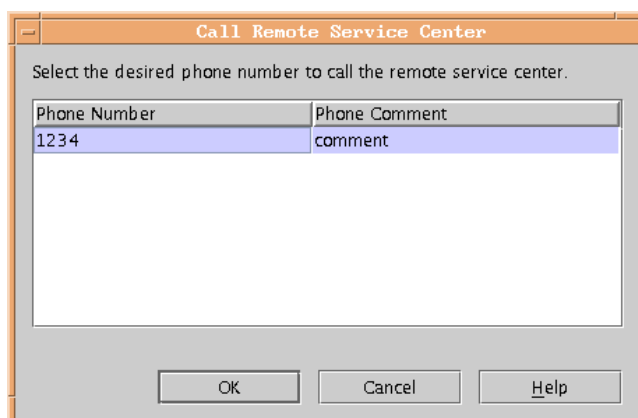 Call Remote Service Center
Select the desired phone number to call the remote service center.
Phone Number Phone Comment
1234 comment
OK Cancel Help